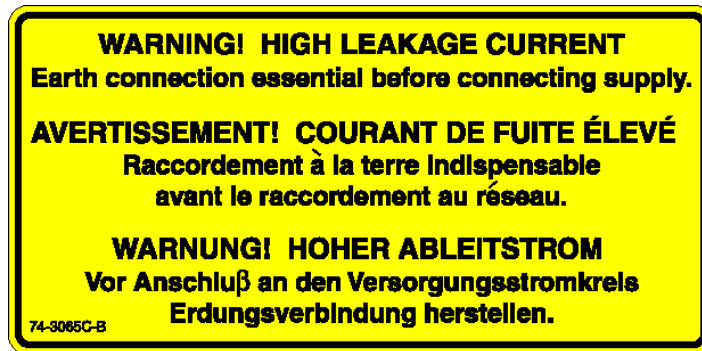 WARNING! HIGH LEAKAGE CURRENT
Earth connection essential before connecting supply.
AVERTISSEMENT! COURANT DE FUITE ÉLEVÉ
Raccordement à la terre indispensable
avant le raccordement au réseau.
WARNUNG! HOHER ABLEITSTROM
Vor Anschluβ an den Versorgungsstromkreis
Erdungsverbindung herstellen.
74-3065C-B